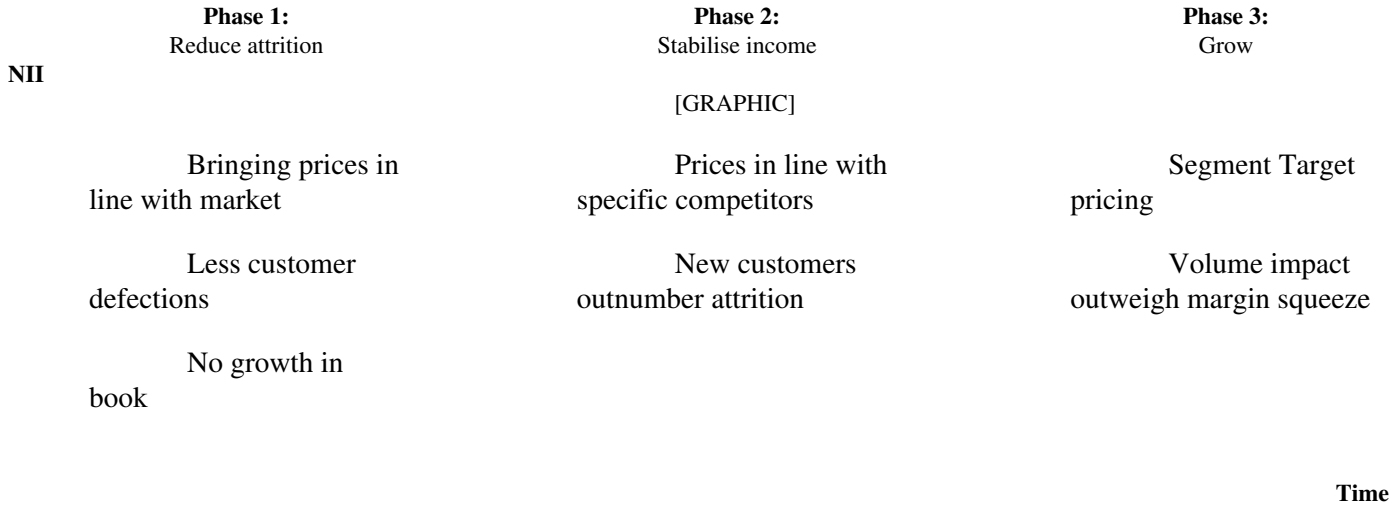 Phase 1: Phase 2: Phase 3:
Reduce attrition Stabilise income Grow
NII
[GRAPHIC]
Bringing prices in Prices in line with Segment Target
line with market specific competitors pricing
Less customer New customers Volume impact
defections outnumber attrition outweigh margin squeeze
No growth in
book
Time